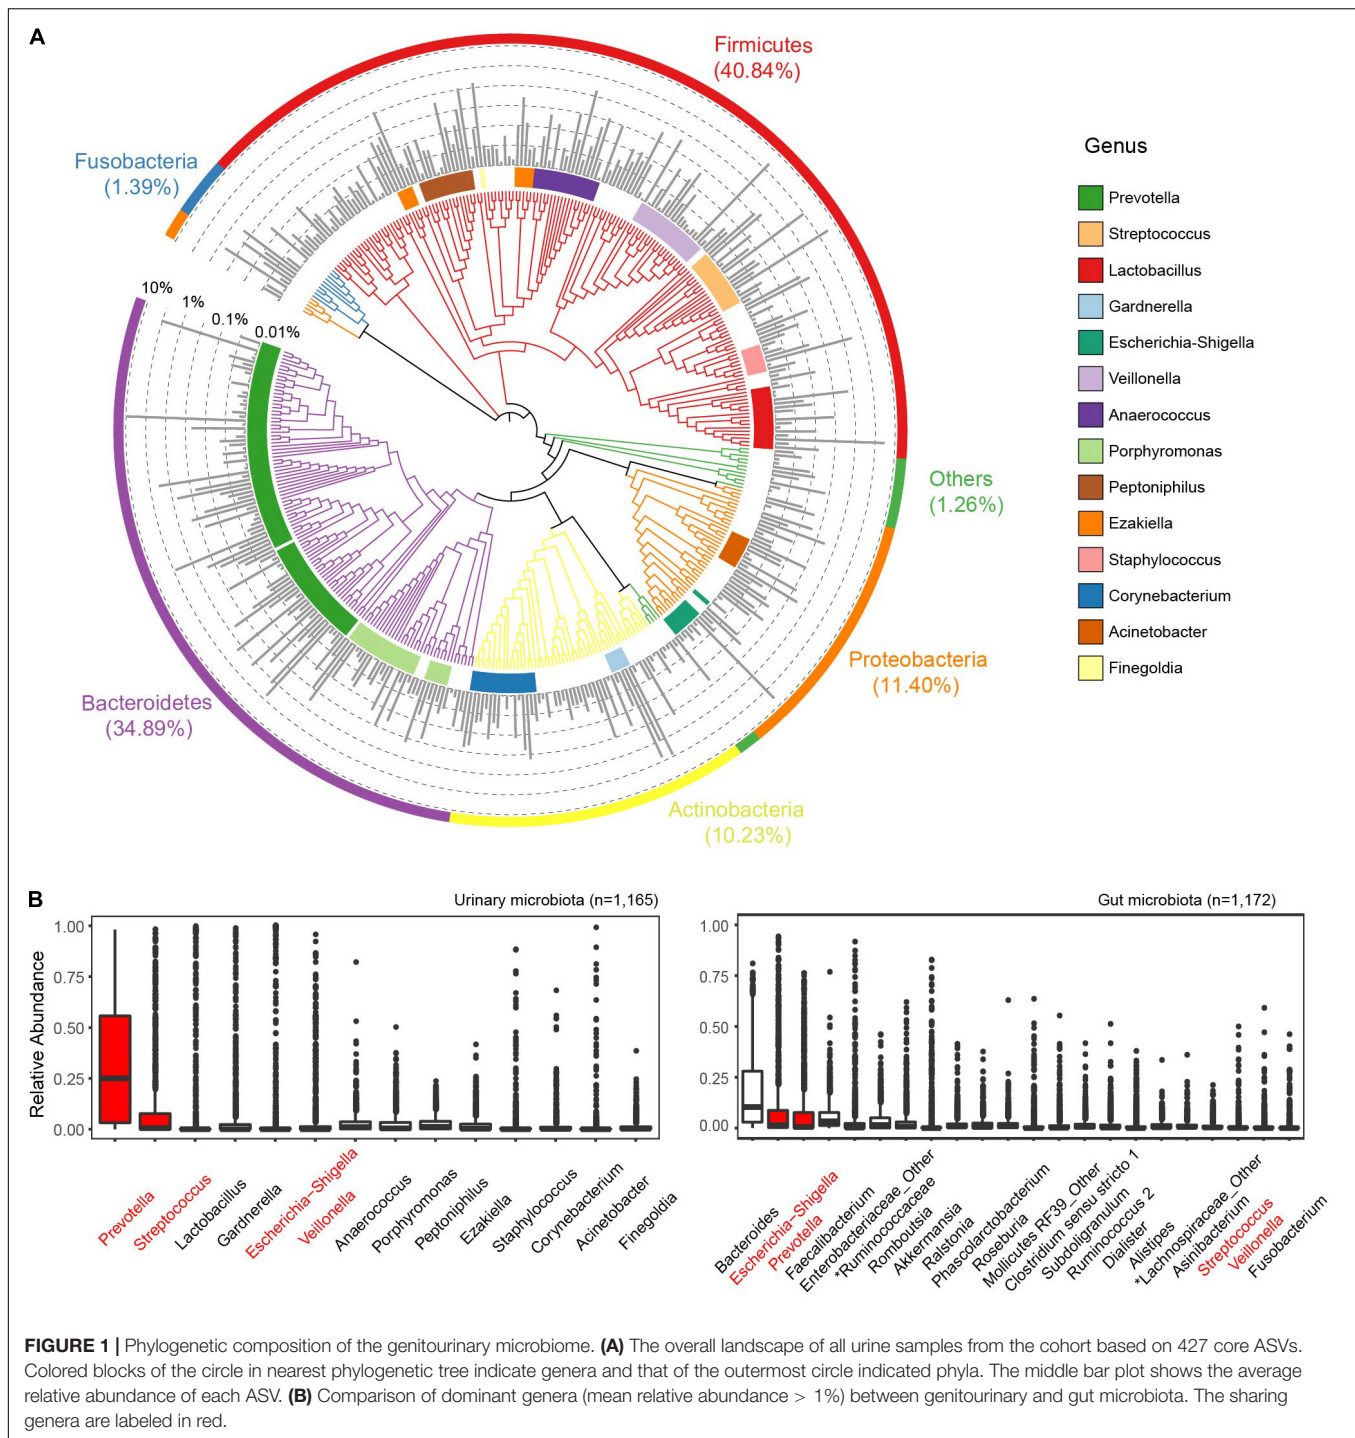 A
Firmicutes
(40.84%)
Fusobacteria
(1.39%)
Genus
Prevotella
Streptococcus
Lactobacillus
Gardnerella
Escherichia-Shigella
Veillonella
Anaerococcus
Porphyromonas
Peptoniphilus
Ezakiella
Staphylococcus
Corynebacterium
Acinetobacter
Finegoldia
10%
1%
0.1%
0.01%
Others
(1.26%)
Proteobacteria
(11.40%)
Bacteroidetes
(34.89%)
Actinobacteria
(10.23%)
B
Urinary microbiota (n=1,165)
Relative Abundance
1.00
0.75
0.50
0.25
0.00
Prevotella
Streptococcus
Lactobacillus
Gardnerella
Escherichia−Shigella
Veillonella
Anaerococcus
Porphyromonas
Peptoniphilus
Ezakiella
Staphylococcus
Corynebacterium
Acinetobacter
Finegoldia
Gut microbiota (n=1,172)
1.00
0.75
0.50
0.25
0.00
Bacteroides
Escherichia−Shigella
Prevotella
Faecalibacterium
Enterobacteriaceae_Other
*Ruminococcaceae
Romboutsia
Akkermansia
Ralstonia
Phascolarctobacterium
Roseburia
Mollicutes RF39_Other
Clostridium sensu stricto 1
Subdoligranulum
Ruminococcus 2
Dialister
Alistipes
*Lachnospiraceae_Other
Asinibacterium
Streptococcus
Veillonella
Fusobacterium
FIGURE 1 | Phylogenetic composition of the genitourinary microbiome. (A) The overall landscape of all urine samples from the cohort based on 427 core ASVs.
Colored blocks of the circle in nearest phylogenetic tree indicate genera and that of the outermost circle indicated phyla. The middle bar plot shows the average
relative abundance of each ASV. (B) Comparison of dominant genera (mean relative abundance > 1%) between genitourinary and gut microbiota. The sharing
genera are labeled in red.